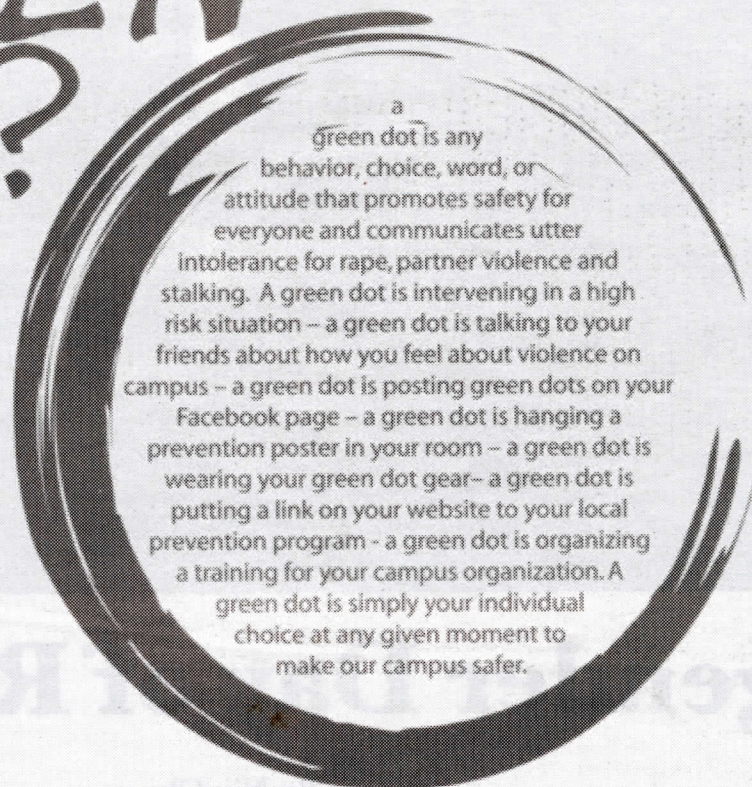 ?
a
green dot is any
behavior, choice, word, or
attitude that promotes safety for
everyone and communicates utter
intolerance for rape, partner violence and
stalking. A green dot is intervening in a high
risk situation – a green dot is talking to your
friends about how you feel about violence on
campus – a green dot is posting green dots on your
Facebook page – a green dot is hanging a
prevention poster in your room – a green dot is
wearing your green dot gear– a green dot is
putting a link on your website to your local
prevention program - a green dot is organizing
a training for your campus organization. A
green dot is simply your individual
choice at any given moment to
make our campus safer.